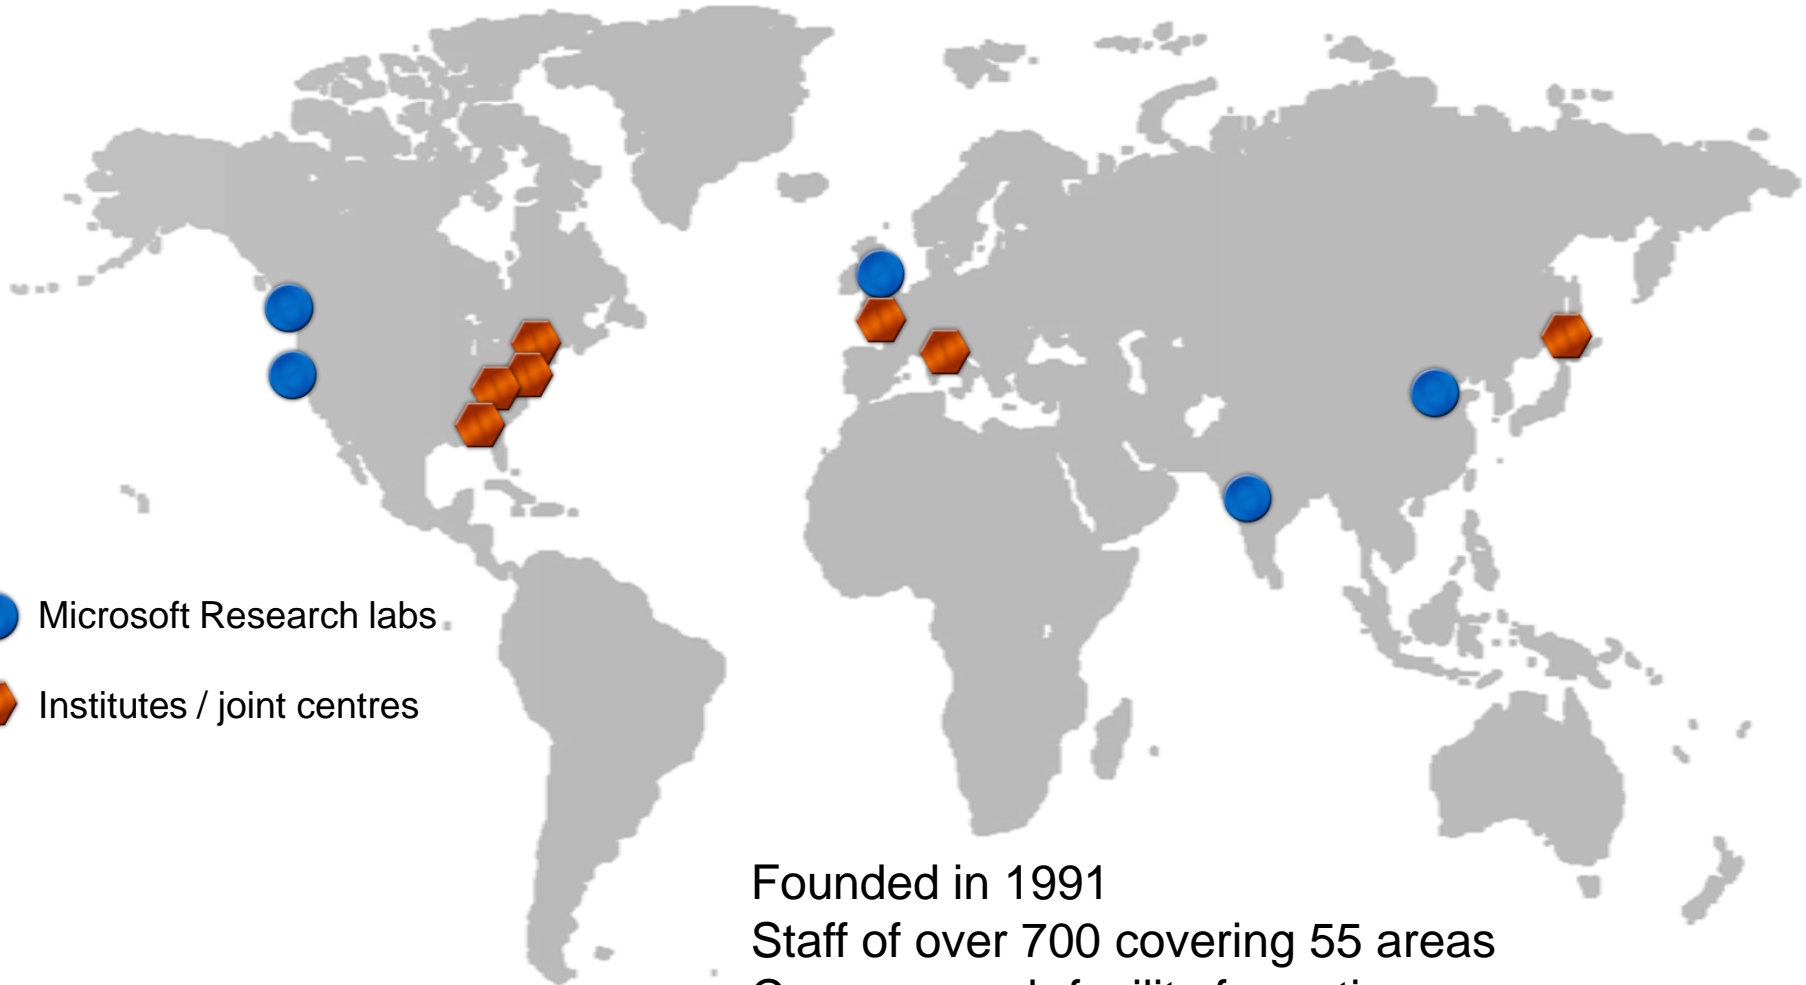 Microsoft Research labs
Institutes / joint centres
Founded in 1991
Staff of over 700 covering 55 areas